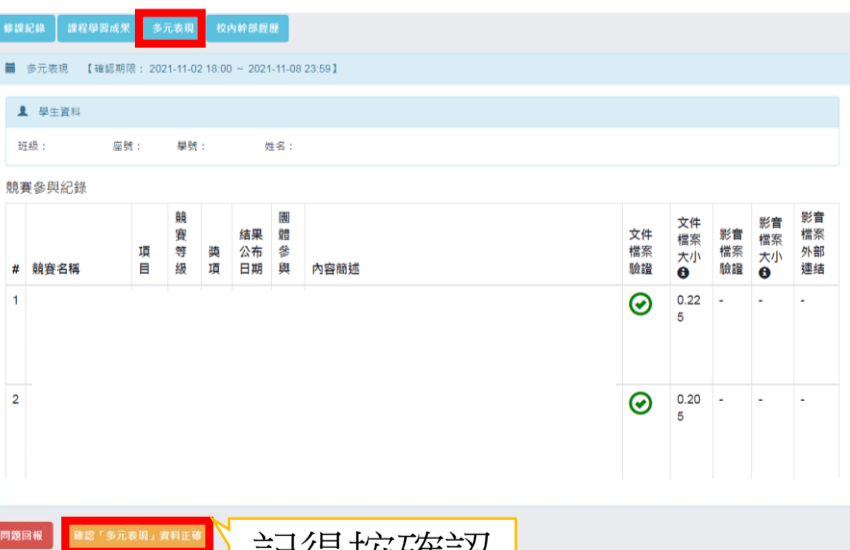 修課紀錄 課程學習成果 多元表現 校內幹部經歷
多元表現 【確認期限：2021-11-02 18:00 ~ 2021-11-08 23:59】
學生資料
班級： 座號： 學號： 姓名：
競賽參與紀錄
# 競賽名稱 項目 競賽等級 獎項 結果公布日期 團體參與 內容簡述 文件檔案驗證 文件檔案大小 影音檔案驗證 影音檔案大小 影音檔案外部連結
1 0.225 - - -
2 0.205 - - -
問題回報 確認「多元表現」資料正確
記得按確認